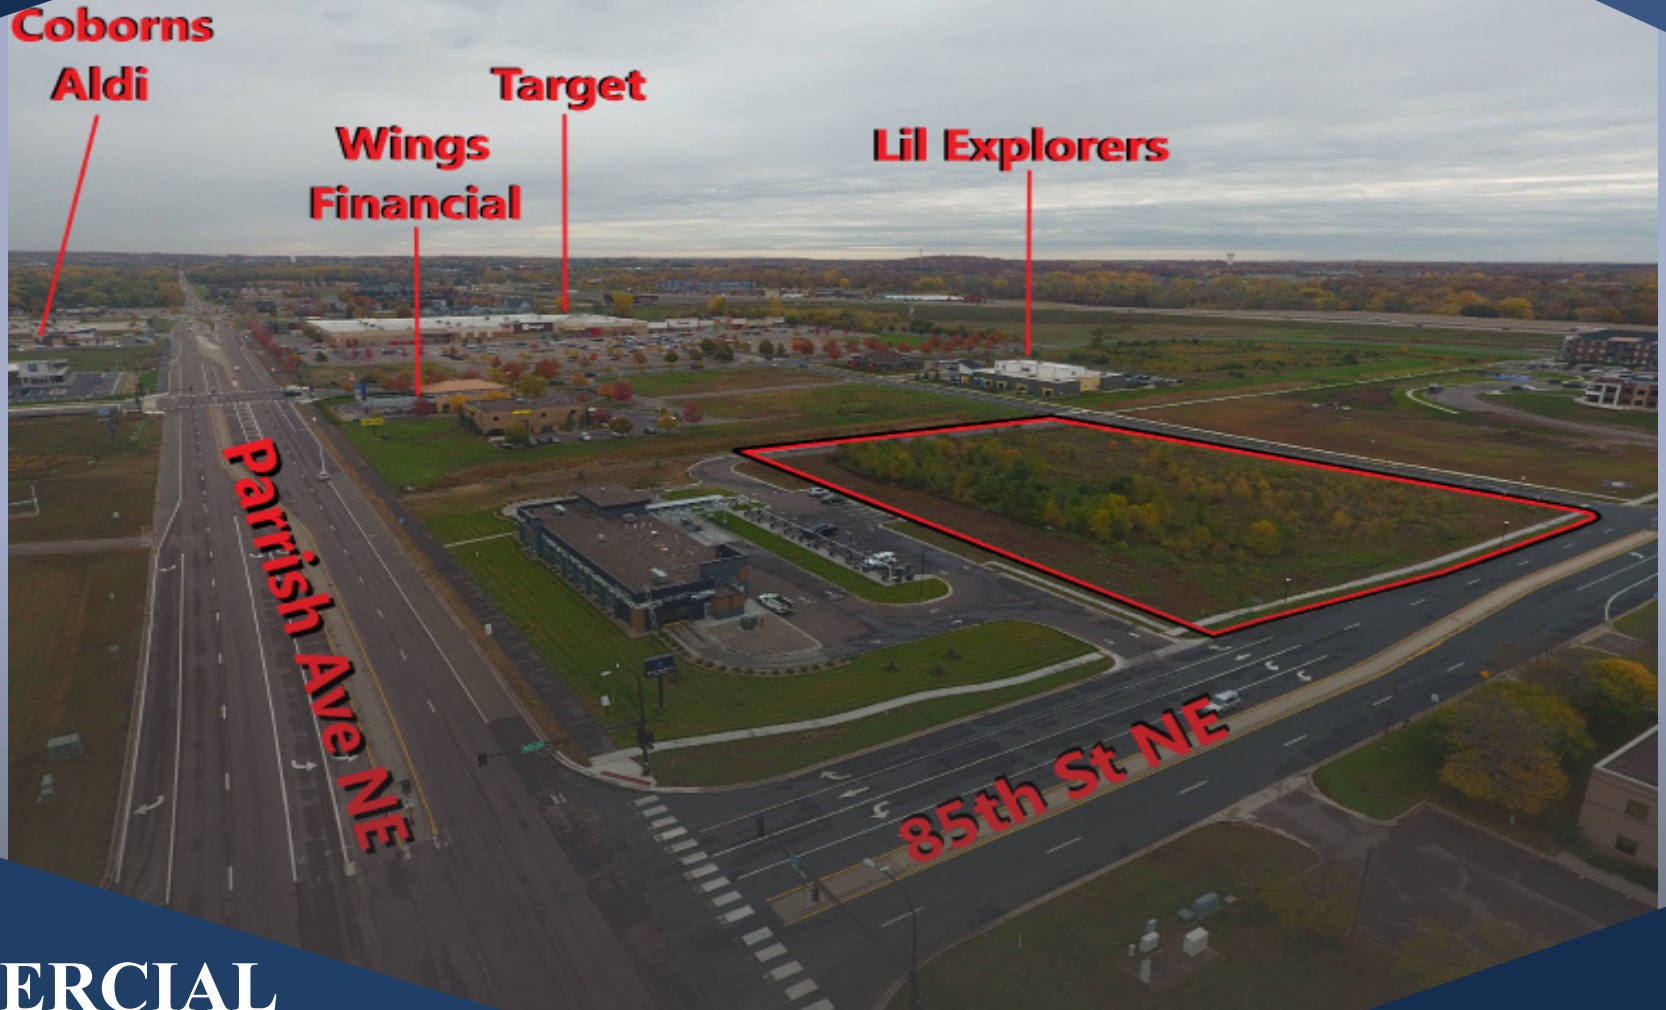 Coborns
Aldi
Target
Wings
Financial
Lil Explorers
Parrish Ave NE
85th St NE
ERCIAL